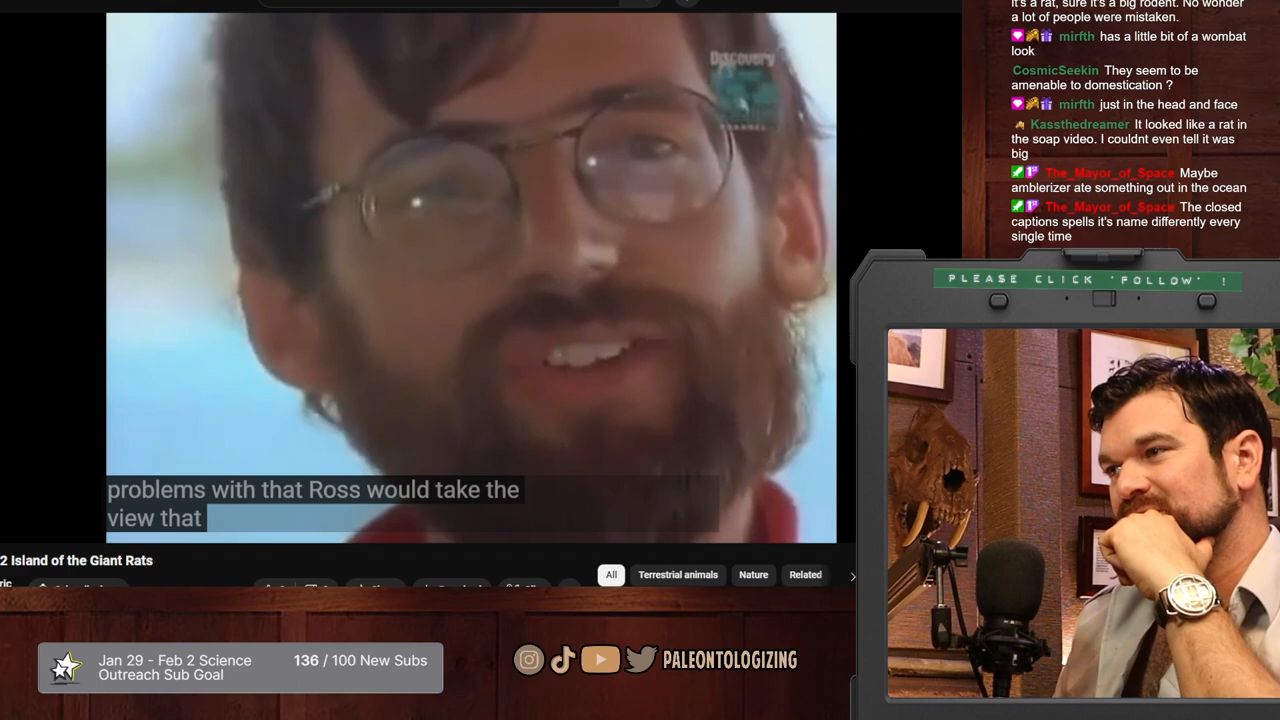 it's a rat, sure it's a big rodent. No wonder
a lot of people were mistaken.
mirfth has a little bit of a wombat
look
CosmicSeekin They seem to be
amenable to domestication ?
mirfth just in the head and face
Kassthedreamer It looked like a rat in
the soap video. I couldnt even tell it was
big
The_Mayor_of_Space Maybe
amblerizer ate something out in the ocean
The_Mayor_of_Space The closed
captions spells it's name differently every
single time
Discovery
CHANNEL
PLEASE CLICK "FOLLOW" !
problems with that Ross would take the
view that
2 Island of the Giant Rats
All
Terrestrial animals
Nature
Related
Jan 29 - Feb 2 Science
Outreach Sub Goal
136 / 100 New Subs
PALEONTOLOGIZING